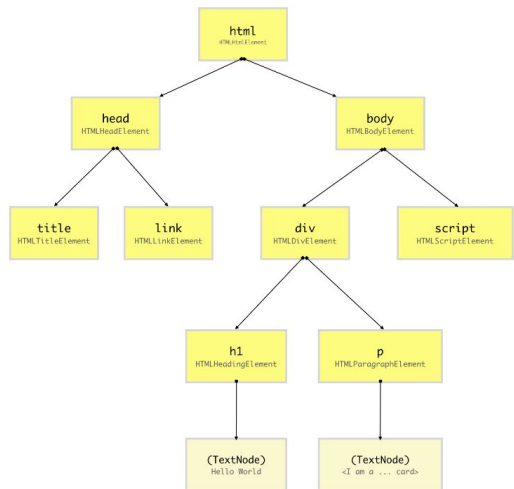 html
HTMLHtmlElement
head
HTMLHeadElement
body
HTMLBodyElement
title
HTMLTitleElement
link
HTMLLinkElement
div
HTMLDivElement
script
HTMLScriptElement
h1
HTMLHeadingElement
p
HTMLParagraphElement
(TextNode)
Hello World
(TextNode)
<I am a ... card>